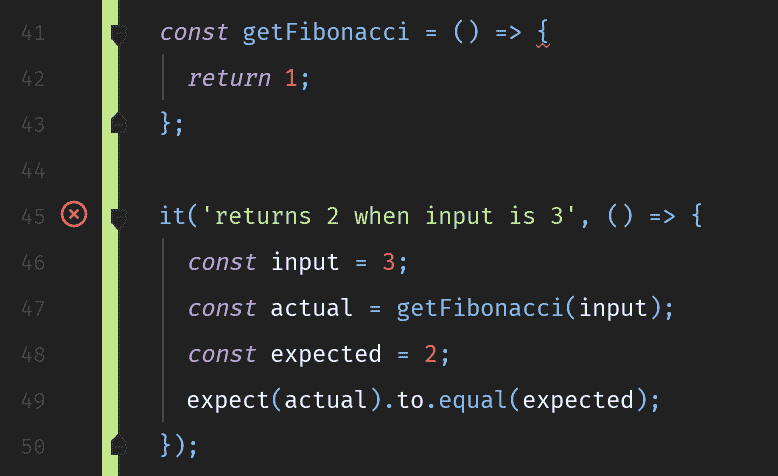 41 const getFibonacci = () => {
42 return 1;
43 };
44
45 it('returns 2 when input is 3', () => {
46 const input = 3;
47 const actual = getFibonacci(input);
48 const expected = 2;
49 expect(actual).to.equal(expected);
50 });